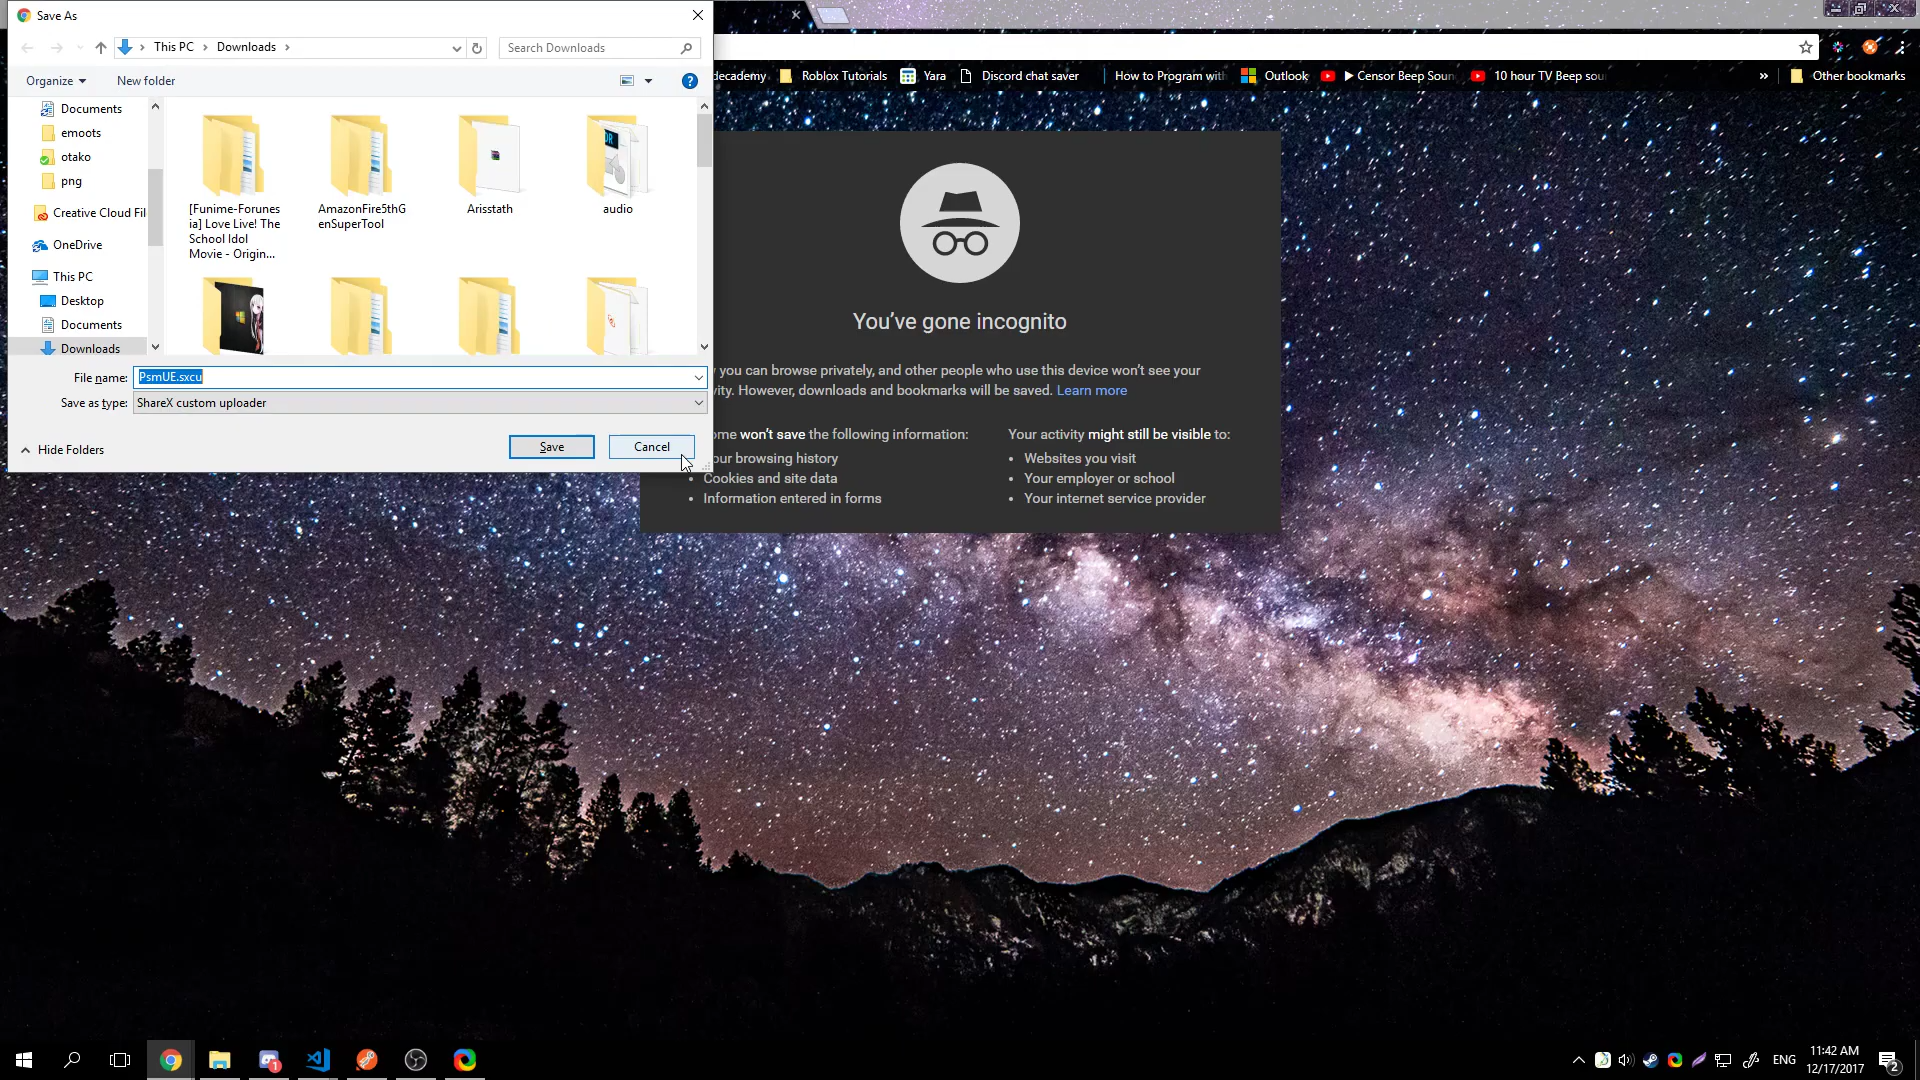 Save As
This PC
Downloads
Search Downloads
Organize
New folder
Documents
emoots
otako
png
Creative Cloud Fil
OneDrive
This PC
Desktop
Documents
Downloads
[Funime-Forunes
ia] Love Live! The
School Idol
Movie - Origin...
AmazonFire5thG
enSuperTool
Arisstath
audio
File name: PsmUE.sxcu
Save as type: ShareX custom uploader
Hide Folders
Save
Cancel
decademy
Roblox Tutorials
Yara
Discord chat saver
How to Program with
Outlook
▶ Censor Beep Soun
10 hour TV Beep sou
»
Other bookmarks
You've gone incognito
you can browse privately, and other people who use this device won't see your
vity. However, downloads and bookmarks will be saved. Learn more
ome won't save the following information:
our browsing history
Cookies and site data
Information entered in forms
Your activity might still be visible to:
Websites you visit
Your employer or school
Your internet service provider
1
ENG
11:42 AM
12/17/2017
2